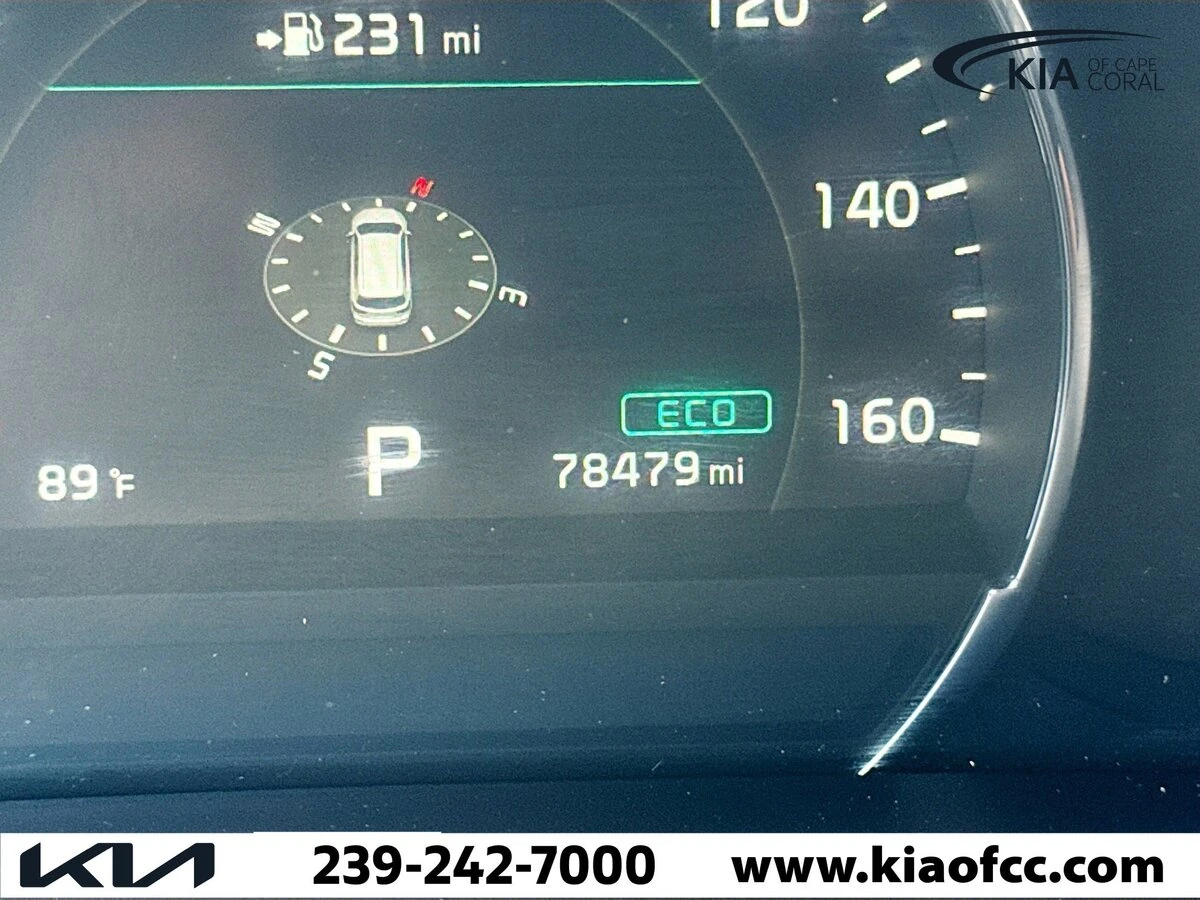 231 mi
120
KIA OF CAPE CORAL
N
W
140
E
S
ECO
160
P
89 °F
78479 mi
KIA
239-242-7000
www.kiaofcc.com